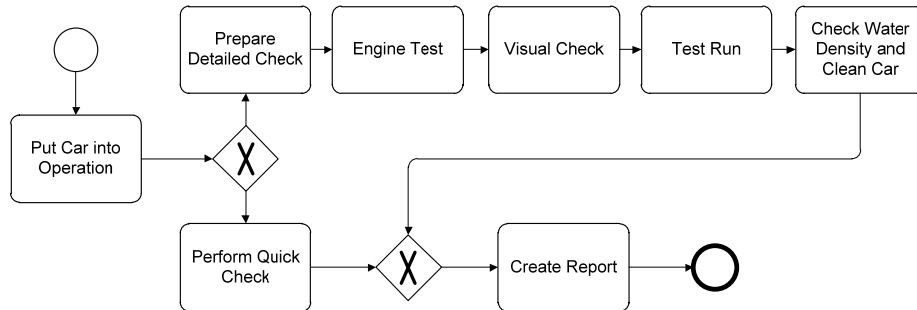 Prepare
Detailed Check
Engine Test
Visual Check
Test Run
Check Water
Density and
Clean Car
Put Car into
Operation
X
Perform Quick
Check
X
Create Report